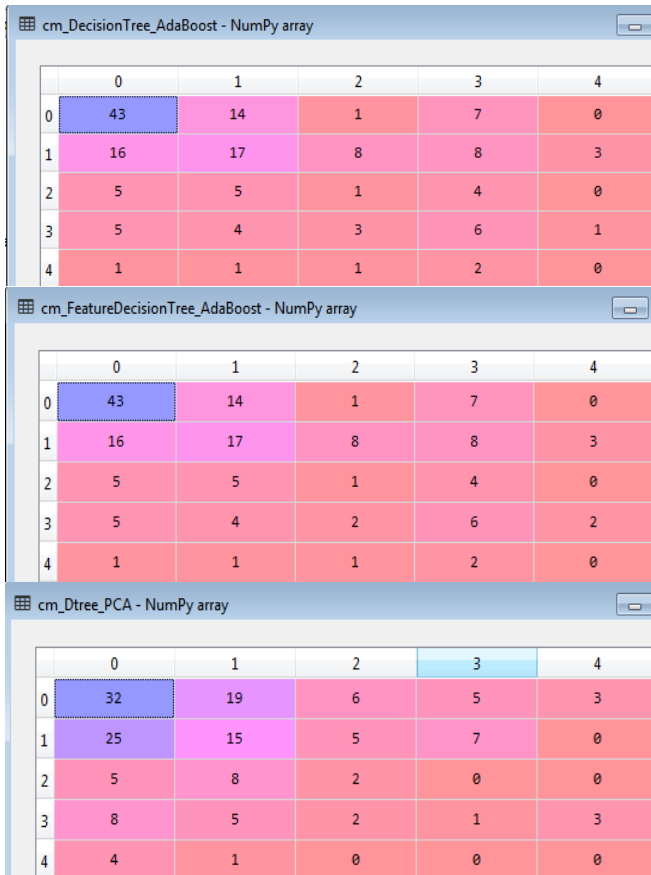 cm_DecisionTree_AdaBoost - NumPy array
0 1 2 3 4
0 43 14 1 7 0
1 16 17 8 8 3
2 5 5 1 4 0
3 5 4 3 6 1
4 1 1 1 2 0
cm_FeatureDecisionTree_AdaBoost - NumPy array
0 1 2 3 4
0 43 14 1 7 0
1 16 17 8 8 3
2 5 5 1 4 0
3 5 4 2 6 2
4 1 1 1 2 0
cm_Dtree_PCA - NumPy array
0 1 2 3 4
0 32 19 6 5 3
1 25 15 5 7 0
2 5 8 2 0 0
3 8 5 2 1 3
4 4 1 0 0 0